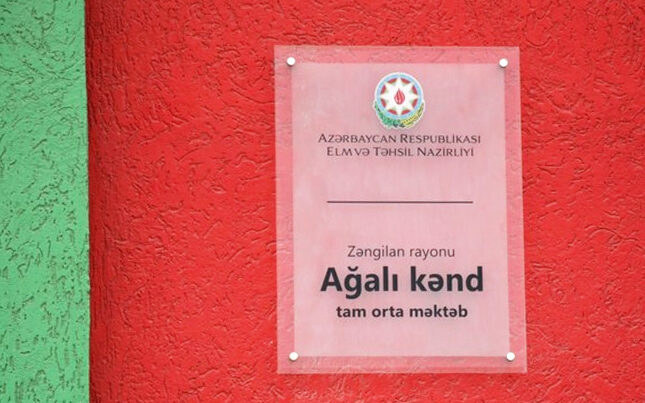 AZƏRBAYCAN RESPUBLİKASI
ELM VƏ TƏHSİL NAZİRLİYİ
Zəngilan rayonu
Ağalı kənd
tam orta məktəb